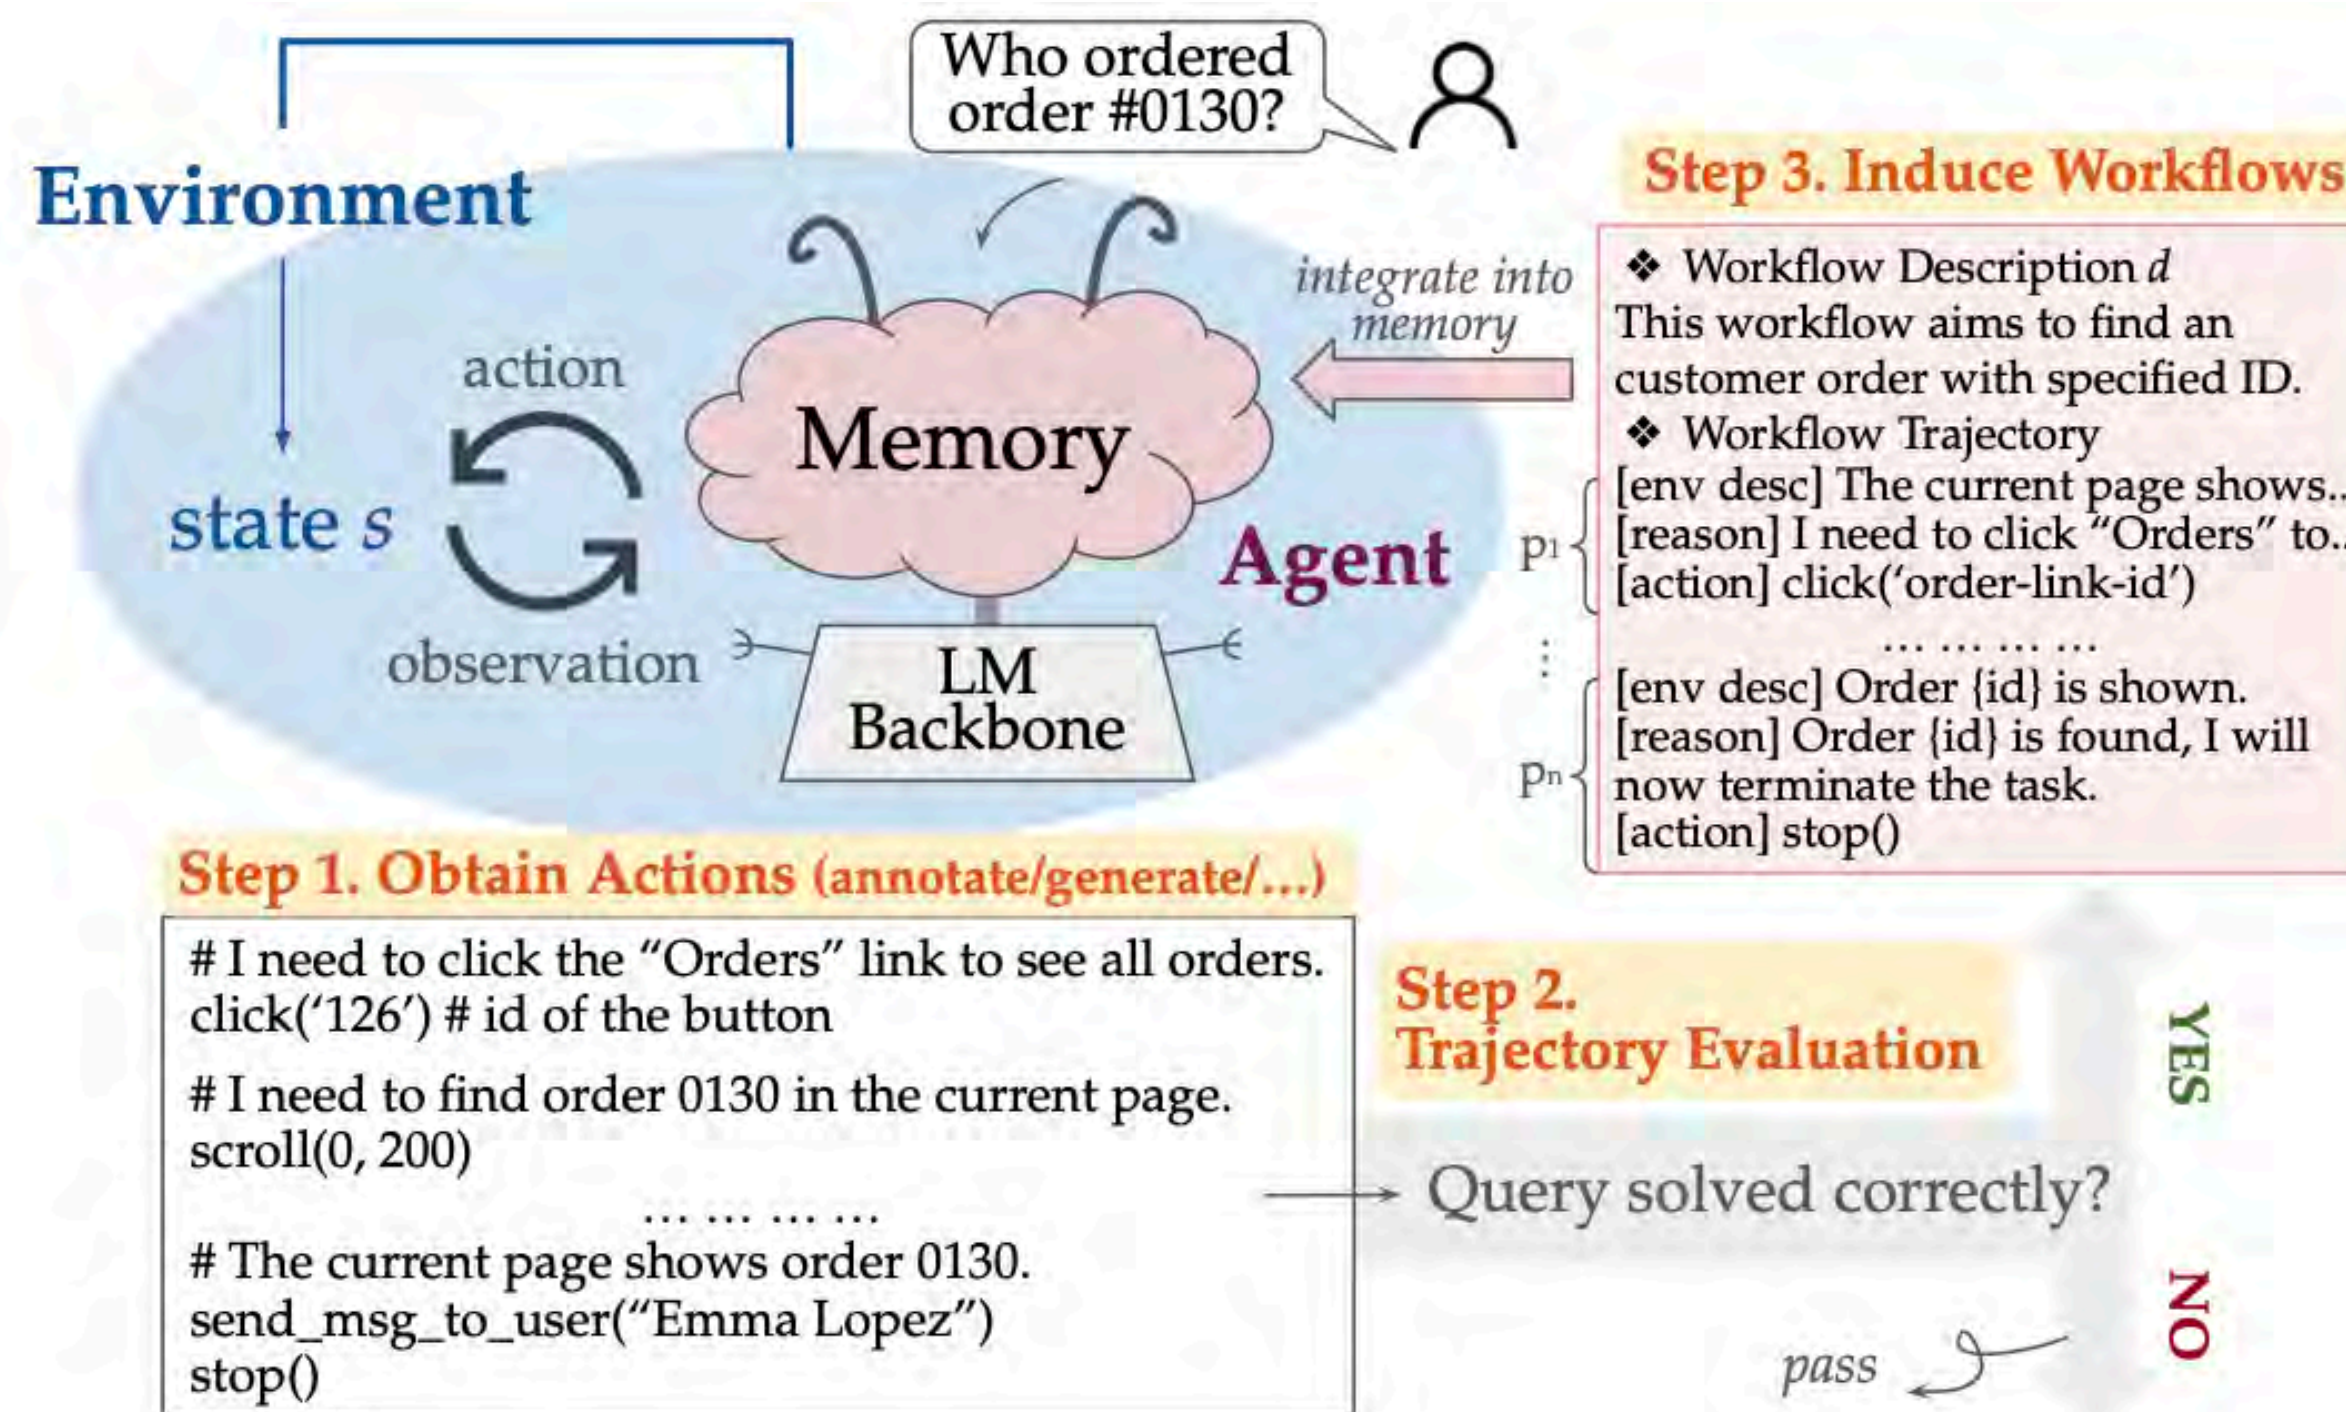 Who ordered
order #0130?
Environment
action
state s
observation
Memory
Agent
LM
Backbone
integrate into
memory
Step 3. Induce Workflows
❖ Workflow Description d
This workflow aims to find an
customer order with specified ID.
❖ Workflow Trajectory
p1
[env desc] The current page shows..
[reason] I need to click “Orders” to..
[action] click(‘order-link-id’)
… … … …
⋮
pn
[env desc] Order {id} is shown.
[reason] Order {id} is found, I will
now terminate the task.
[action] stop()
Step 1. Obtain Actions (annotate/generate/…)
# I need to click the “Orders” link to see all orders.
click(‘126’) # id of the button
# I need to find order 0130 in the current page.
scroll(0, 200)
… … … …
# The current page shows order 0130.
send_msg_to_user(“Emma Lopez”)
stop()
Step 2.
Trajectory Evaluation
Query solved correctly?
YES
NO
pass